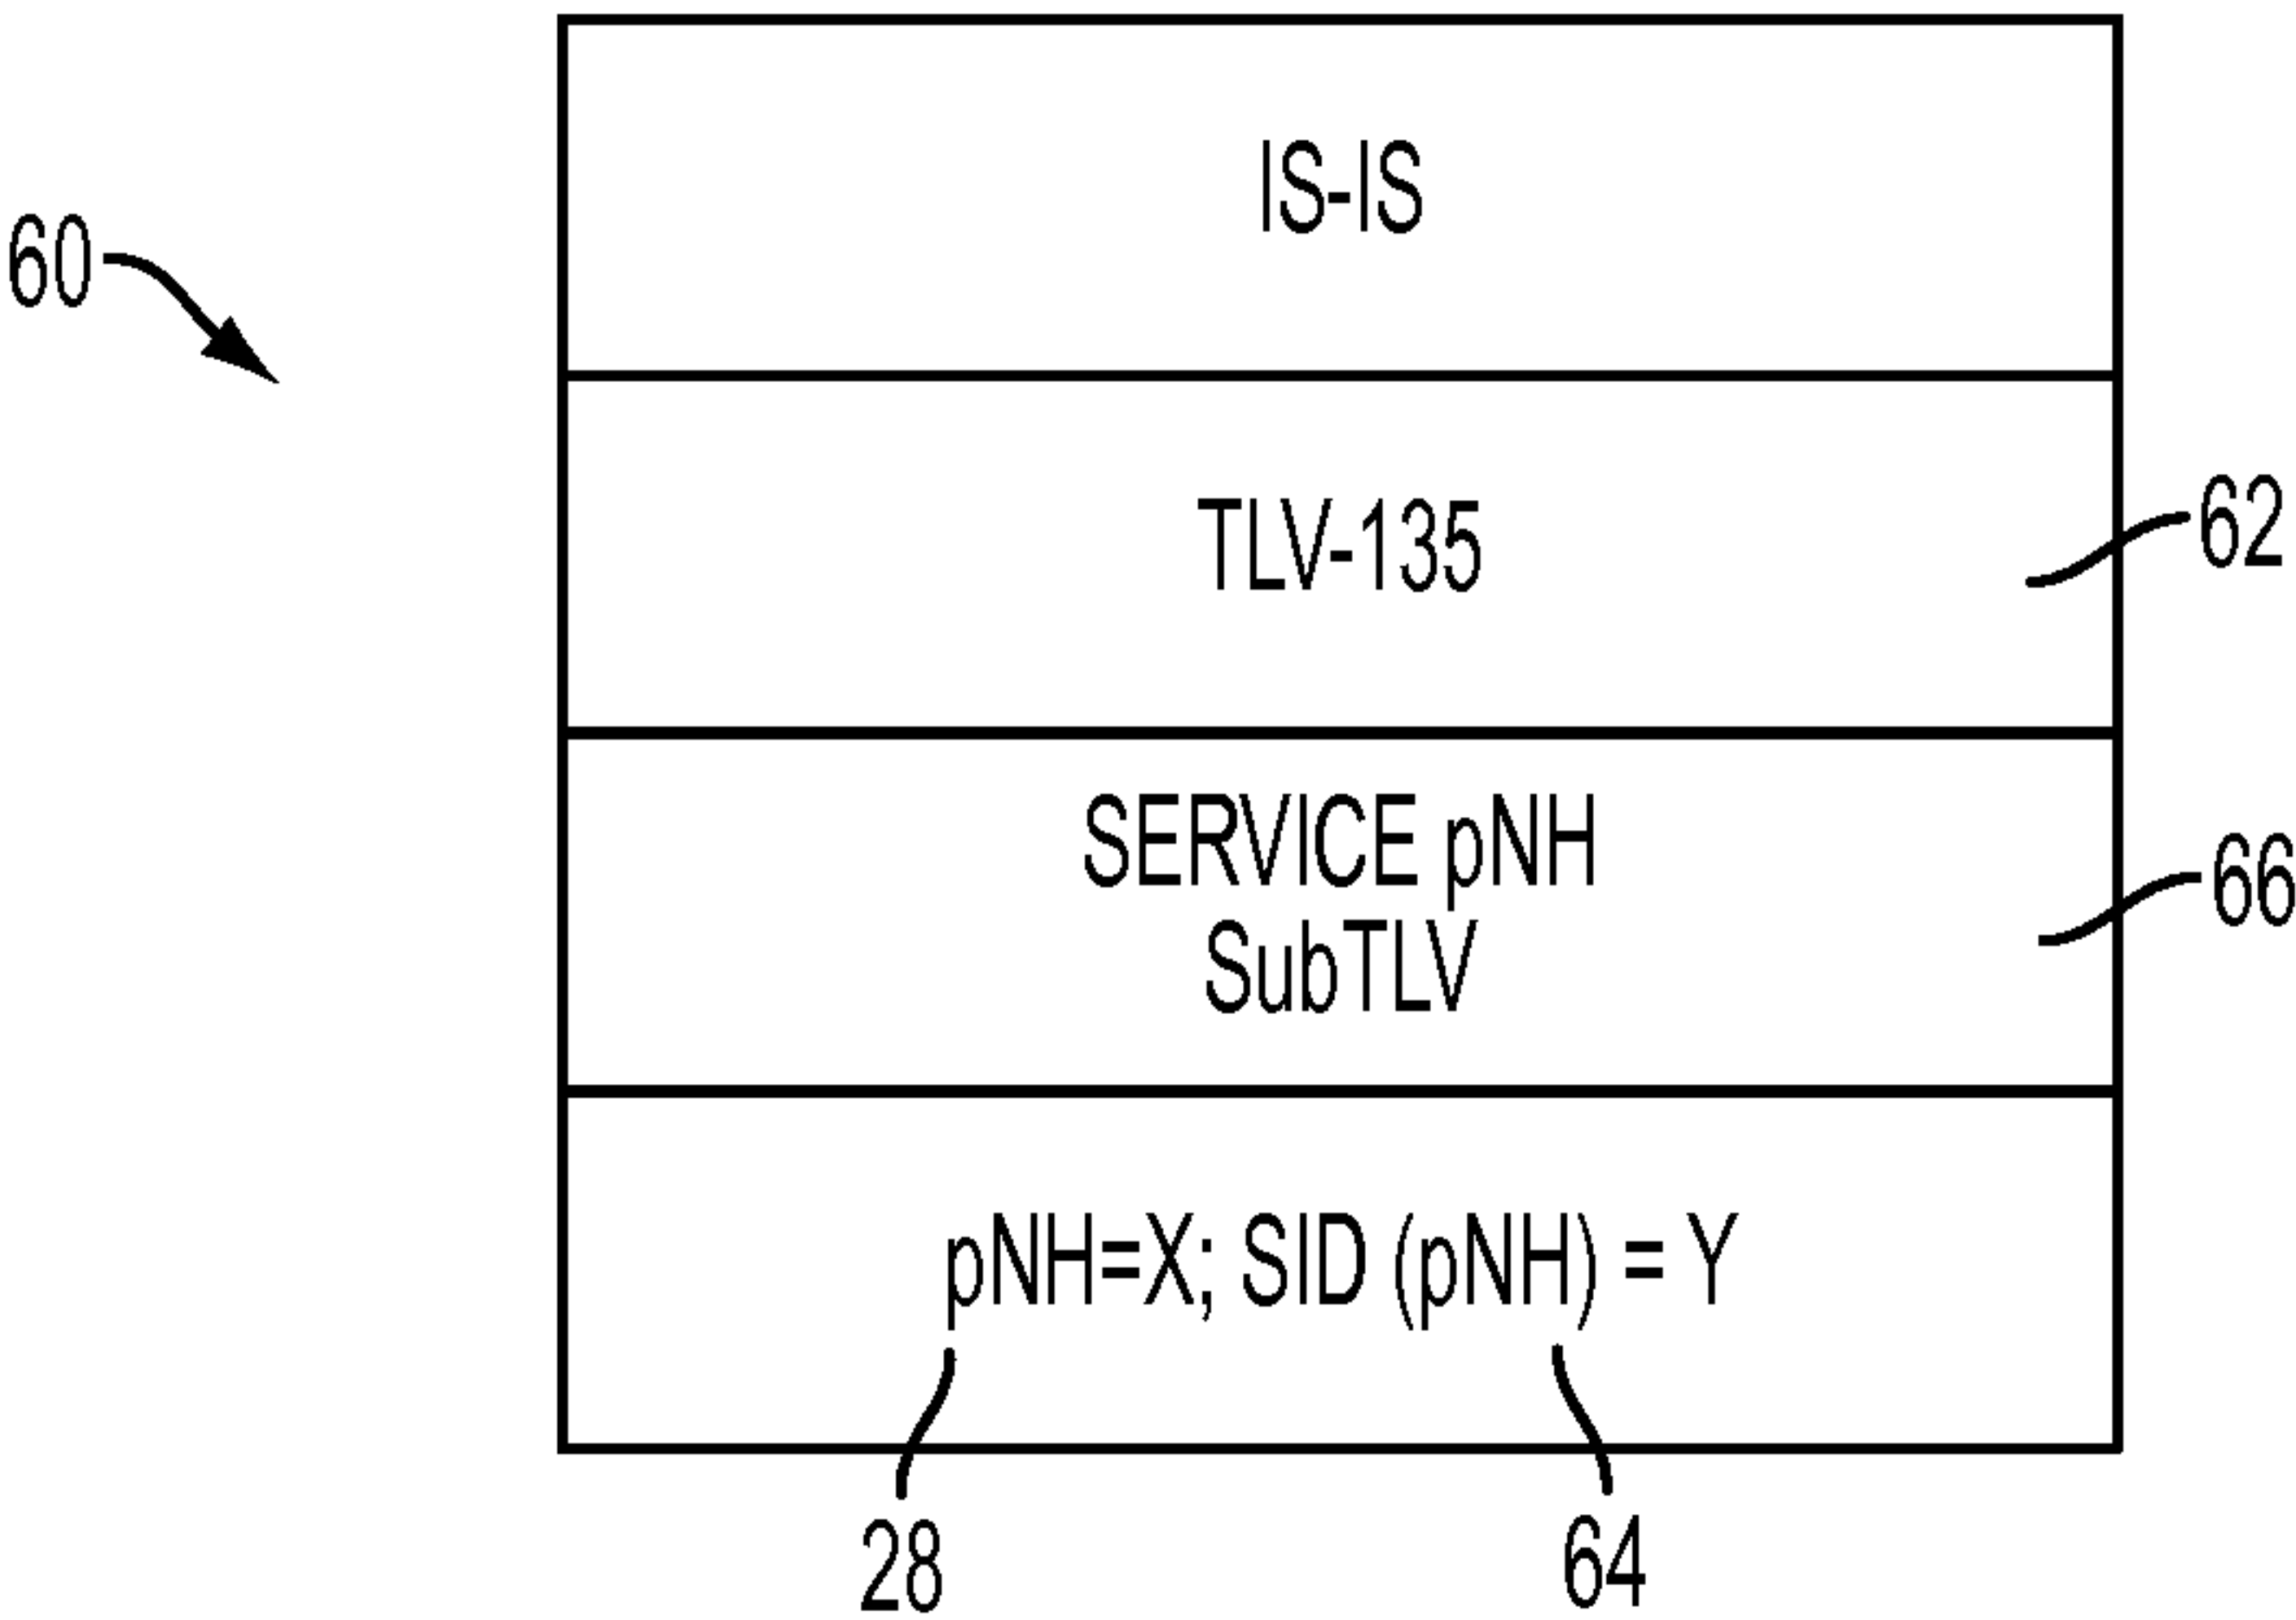 IS-IS
60
TLV-135
62
SERVICE pNH
SubTLV
66
pNH=X; SID (pNH) = Y
28
64